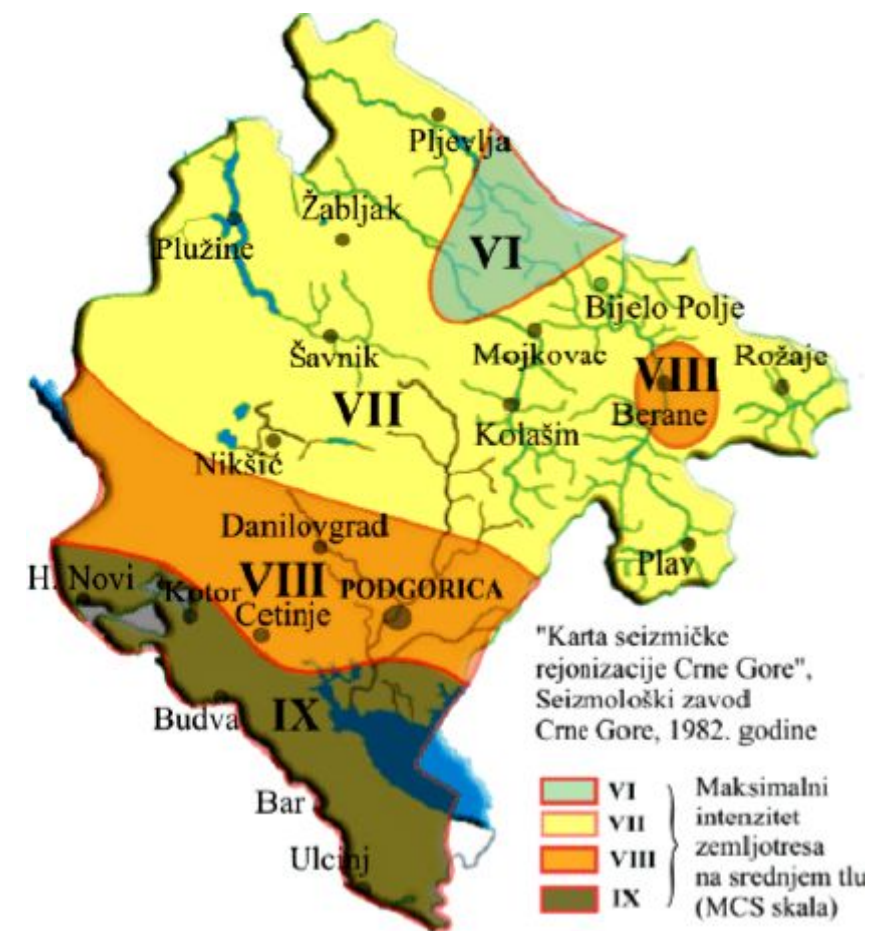 Pljevlja
Žabljak
Plužine
VI
Bijelo Polje
Šavnik
Mojkovac
VIII
Rožaje
VII
Berane
Kolašin
Nikšić
Danilovgrad
Plav
H. Novi
VIII
Kotor
PODGORICA
Cetinje
"Karta seizmičke
rejonizacije Crne Gore",
Seizmološki zavod
Crne Gore, 1982. godine
Budva
IX
Bar
Ulcinj
VI
VII
VIII
IX
Maksimalni
intenzitet
zemljotresa
na srednjem tlu
(MCS skala)